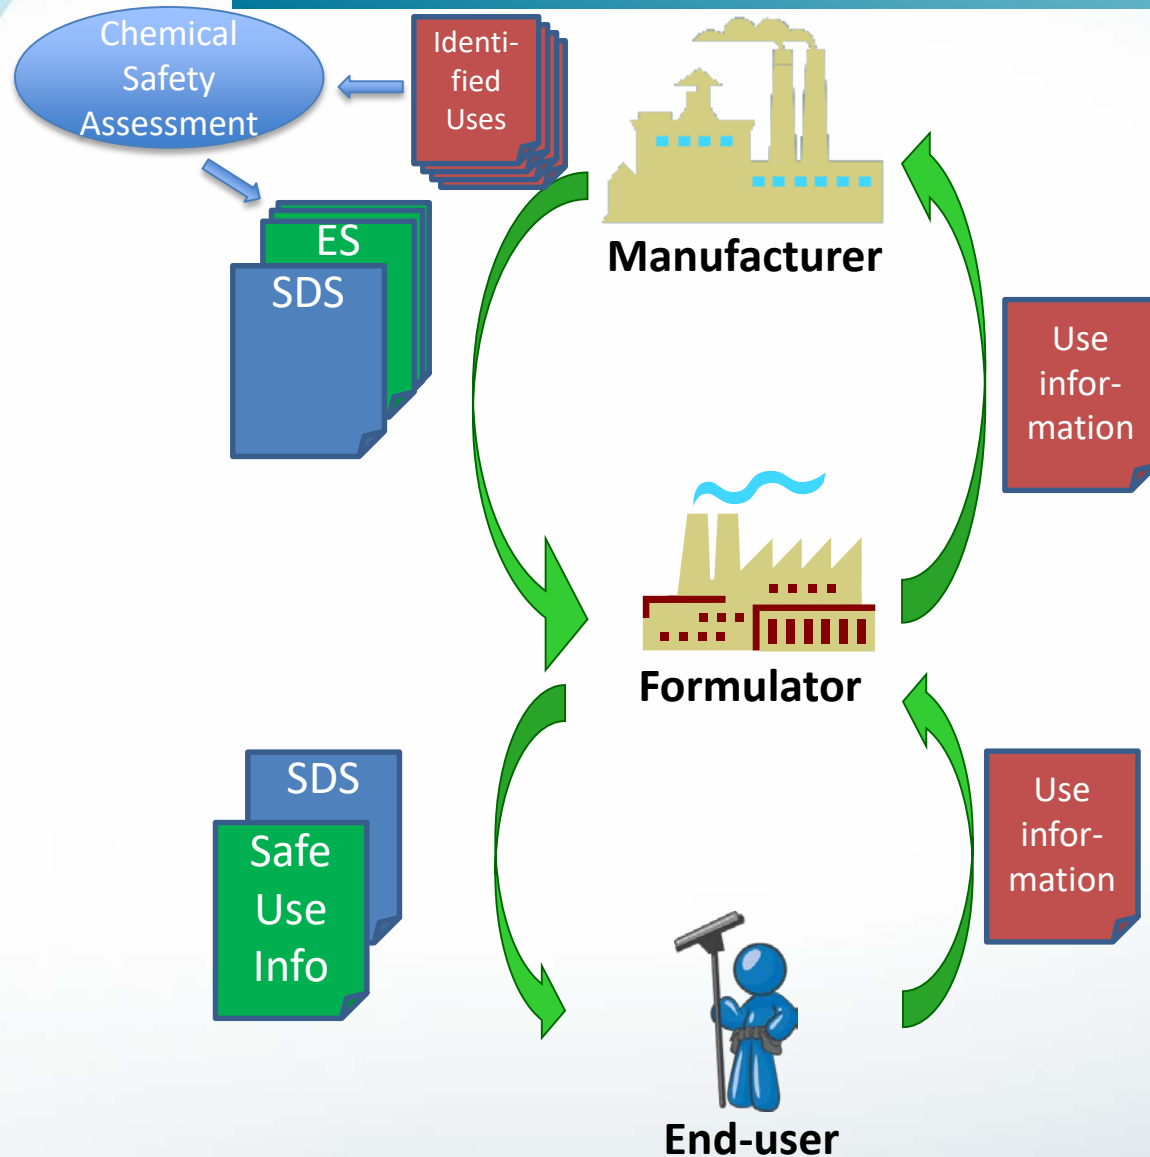 Chemical
Safety
Assessment
Identi-
fied
Uses
Manufacturer
ES
SDS
Use
infor-
mation
Formulator
SDS
Safe
Use
Info
Use
infor-
mation
End-user